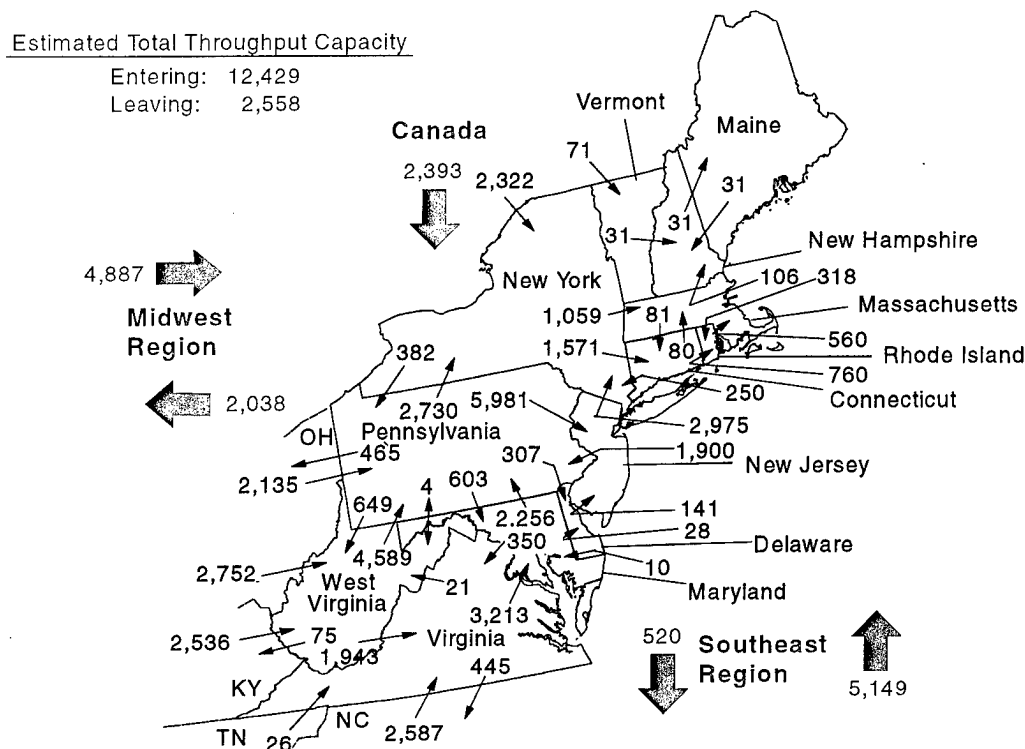 Estimated Total Throughput Capacity
Entering: 12,429
Leaving: 2,558
Canada
2,393
2,322
71
Vermont
Maine
31
31
31
New Hampshire
4,887
Midwest
Region
2,038
New York
106
318
Massachusetts
1,059
81
560
1,571
80
Rhode Island
382
760
250
Connecticut
2,730
5,981
2,975
OH
Pennsylvania
465
307
1,900
New Jersey
2,135
4
603
649
2.256
141
28
350
Delaware
4,589
10
2,752
West
Virginia
21
Maryland
3,213
2,536
75
1,943
Virginia
520
Southeast
Region
5,149
445
KY
NC
TN
26
2,587